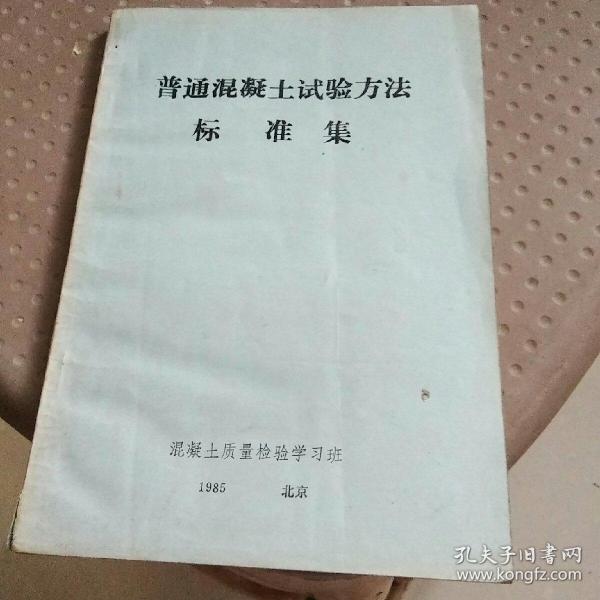 普通混凝土试验方法
标 准 集
混凝土质量检验学习班
1985 北京
孔夫子旧书网
www.kongfz.com